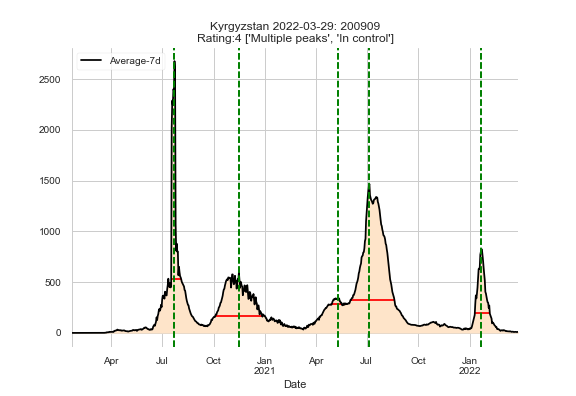 Kyrgyzstan 2022-03-29: 200909
Rating:4 ['Multiple peaks', 'In control']
Average-7d
2500
2000
1500
1000
500
0
Apr
Jul
Oct
Jan
2021
Apr
Jul
Oct
Jan
2022
Date